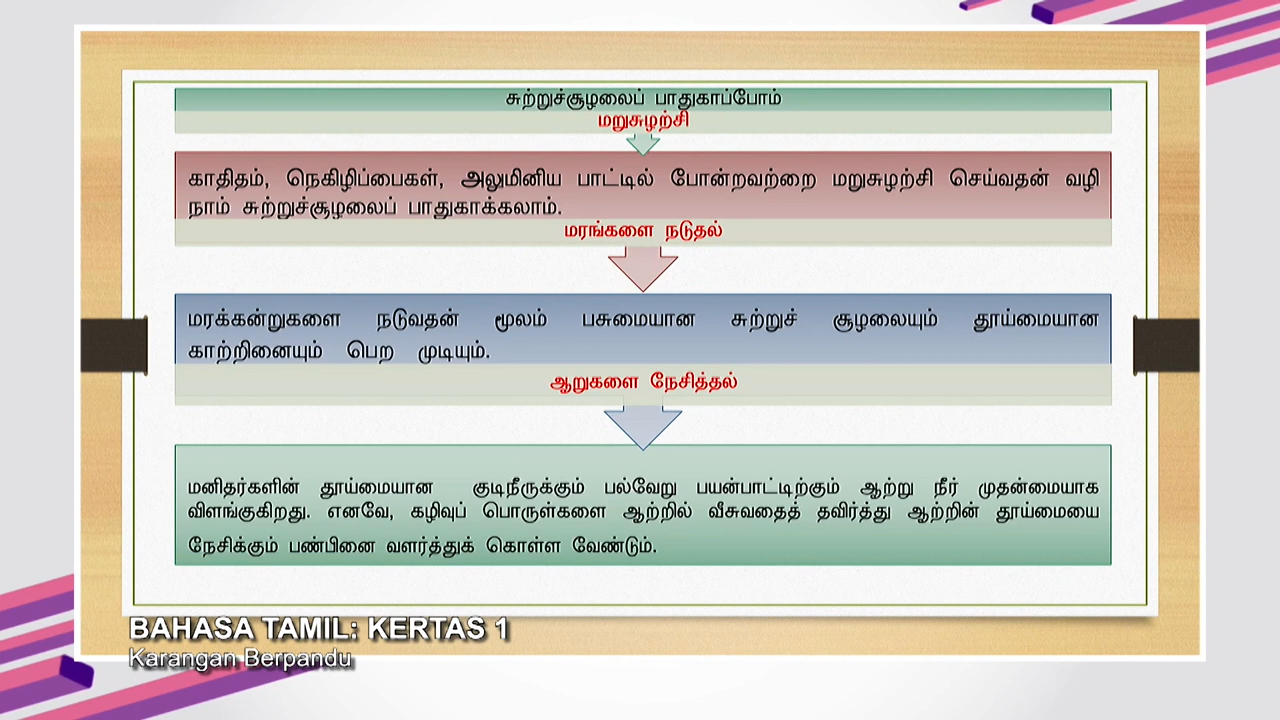 சுற்றுச்சூழலைப் பாதுகாப்போம்
மறுசுழற்சி
காதிதம், நெகிழிப்பைகள், அலுமினிய பாட்டில் போன்றவற்றை மறுசுழற்சி செய்வதன் வழி
நாம் சுற்றுச்சூழலைப் பாதுகாக்கலாம்.
மரங்களை நடுதல்
மரக்கன்றுகளை நடுவதன் மூலம் பசுமையான சுற்றுச் சூழலையும் தூய்மையான
காற்றினையும் பெற முடியும்.
ஆறுகளை நேசித்தல்
மனிதர்களின் தூய்மையான குடிநீருக்கும் பல்வேறு பயன்பாட்டிற்கும் ஆற்று நீர் முதன்மையாக
விளங்குகிறது. எனவே, கழிவுப் பொருள்களை ஆற்றில் வீசுவதைத் தவிர்த்து ஆற்றின் தூய்மையை
நேசிக்கும் பண்பினை வளர்த்துக் கொள்ள வேண்டும்.
BAHASA TAMIL: KERTAS 1
Karangan Berpandu